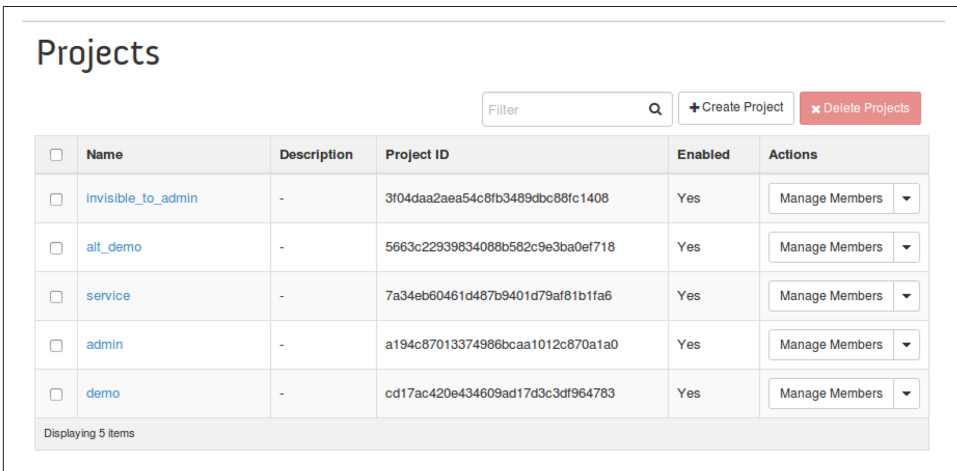 Projects
Filter Create Project Delete Projects
Name Description Project ID Enabled Actions
invisible_to_admin - 3f04daa2aea54c8fb3489dbc88fc1408 Yes Manage Members
alt_demo - 5663c22939834088b582c9e3ba0ef718 Yes Manage Members
service - 7a34eb60461d487b9401d79af81b1fa6 Yes Manage Members
admin - a194c87013374986bcaa1012c870a1a0 Yes Manage Members
demo - cd17ac420e434609ad17d3c3df964783 Yes Manage Members
Displaying 5 items